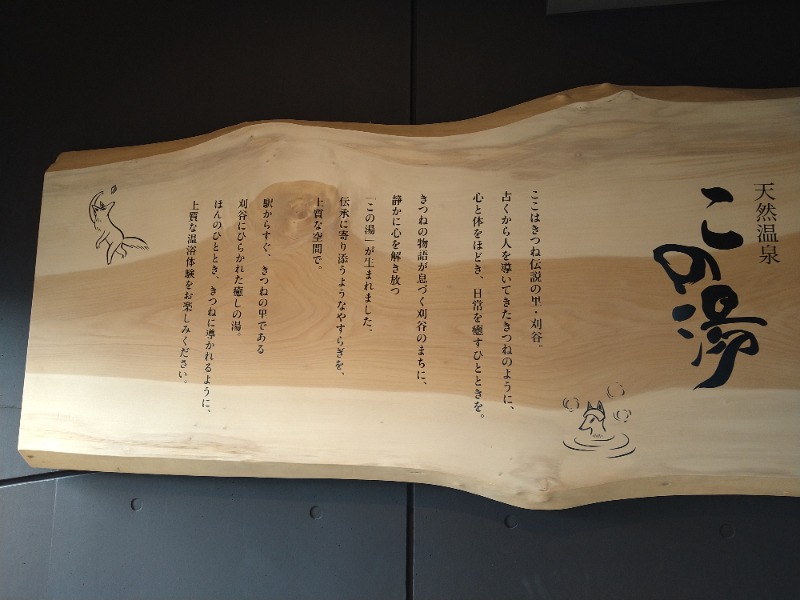 天然温泉
この湯
ここはきつね伝説の里・刈谷。
古くから人を導いてきたきつねのように、
心と体をほどき、日常を癒すひとときを。
きつねの物語が息づく刈谷のまちに、
静かに心を解き放つ
「この湯」が生まれました。
伝承に寄り添うようなやすらぎを、
上質な空間で。
駅からすぐ、きつねの里である
刈谷にひらかれた癒しの湯。
ほんのひととき、きつねに導かれるように、
上質な温浴体験をお楽しみください。